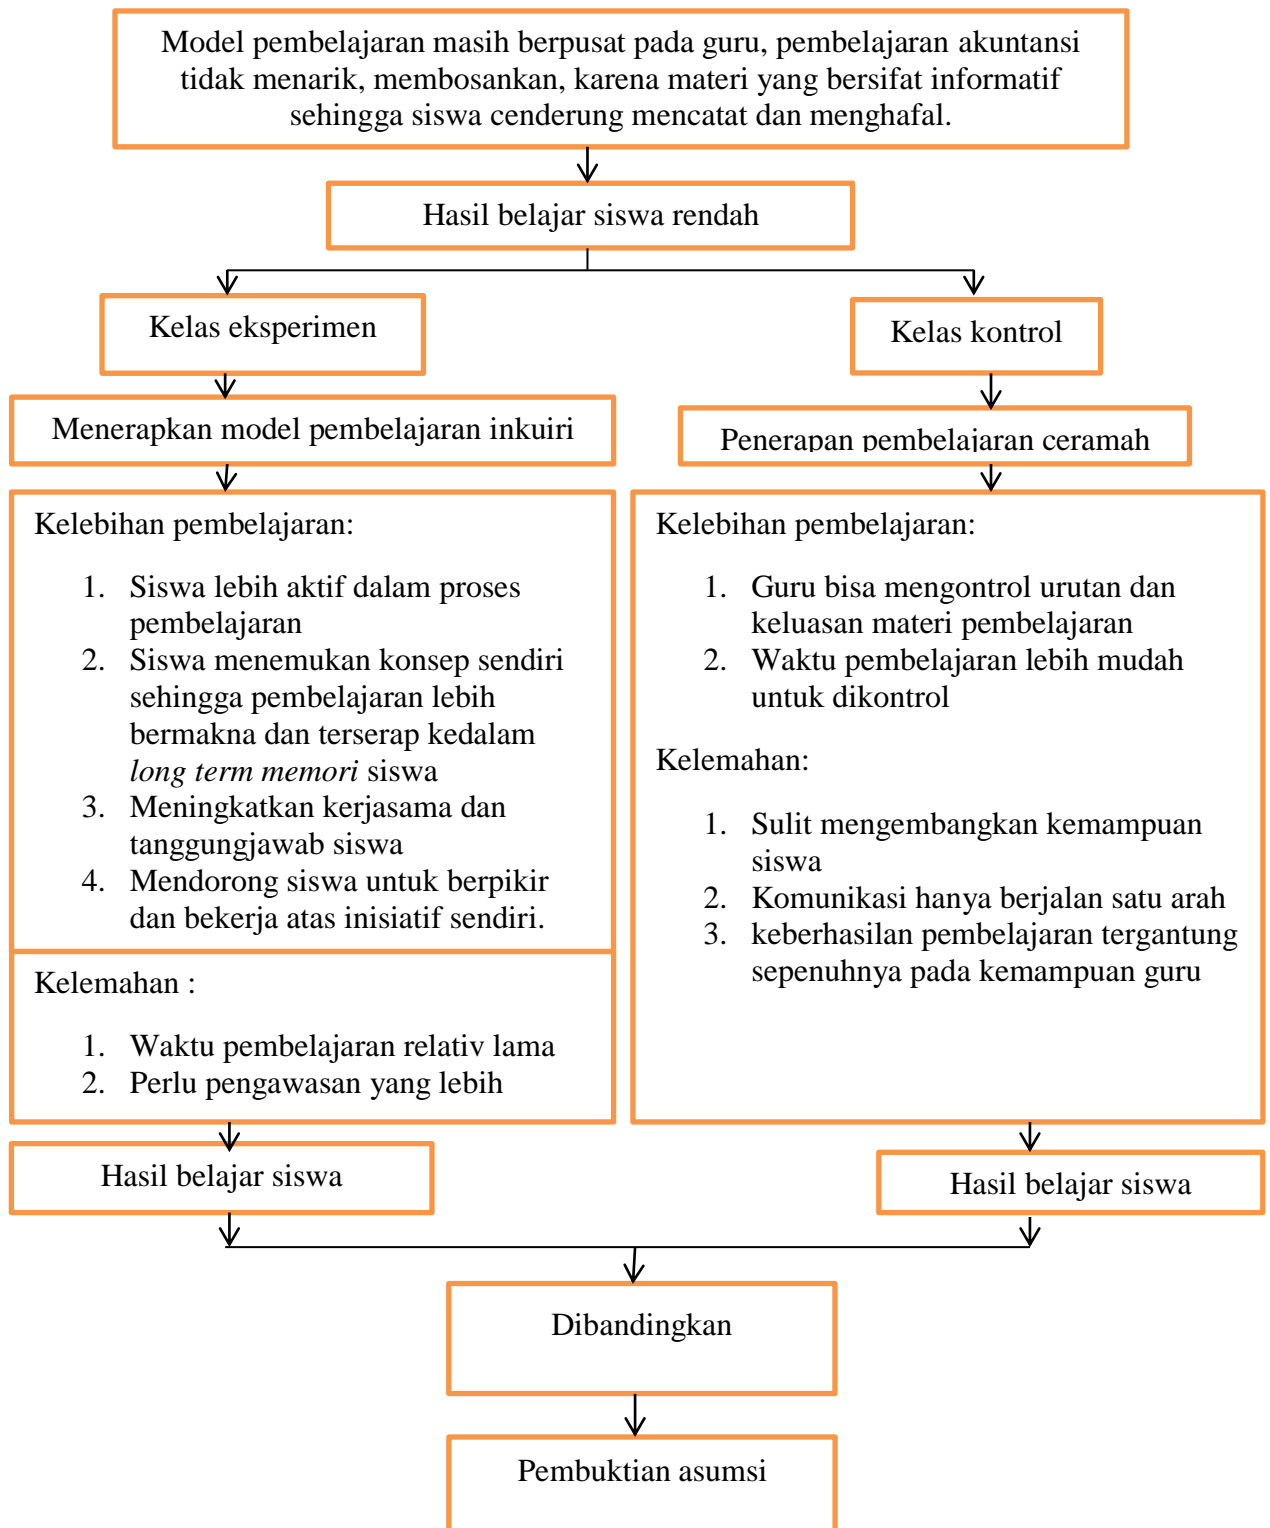 Model pembelajaran masih berpusat pada guru, pembelajaran akuntansi
tidak menarik, membosankan, karena materi yang bersifat informatif
sehingga siswa cenderung mencatat dan menghafal.
Hasil belajar siswa rendah
Kelas eksperimen
Kelas kontrol
Menerapkan model pembelajaran inkuiri
Penerapan pembelajaran ceramah
Kelebihan pembelajaran:
1. Siswa lebih aktif dalam proses
pembelajaran
2. Siswa menemukan konsep sendiri
sehingga pembelajaran lebih
bermakna dan terserap kedalam
long term memori siswa
3. Meningkatkan kerjasama dan
tanggungjawab siswa
4. Mendorong siswa untuk berpikir
dan bekerja atas inisiatif sendiri.
Kelemahan :
1. Waktu pembelajaran relativ lama
2. Perlu pengawasan yang lebih
Kelebihan pembelajaran:
1. Guru bisa mengontrol urutan dan
keluasan materi pembelajaran
2. Waktu pembelajaran lebih mudah
untuk dikontrol
Kelemahan:
1. Sulit mengembangkan kemampuan
siswa
2. Komunikasi hanya berjalan satu arah
3. keberhasilan pembelajaran tergantung
sepenuhnya pada kemampuan guru
Hasil belajar siswa
Hasil belajar siswa
Dibandingkan
Pembuktian asumsi